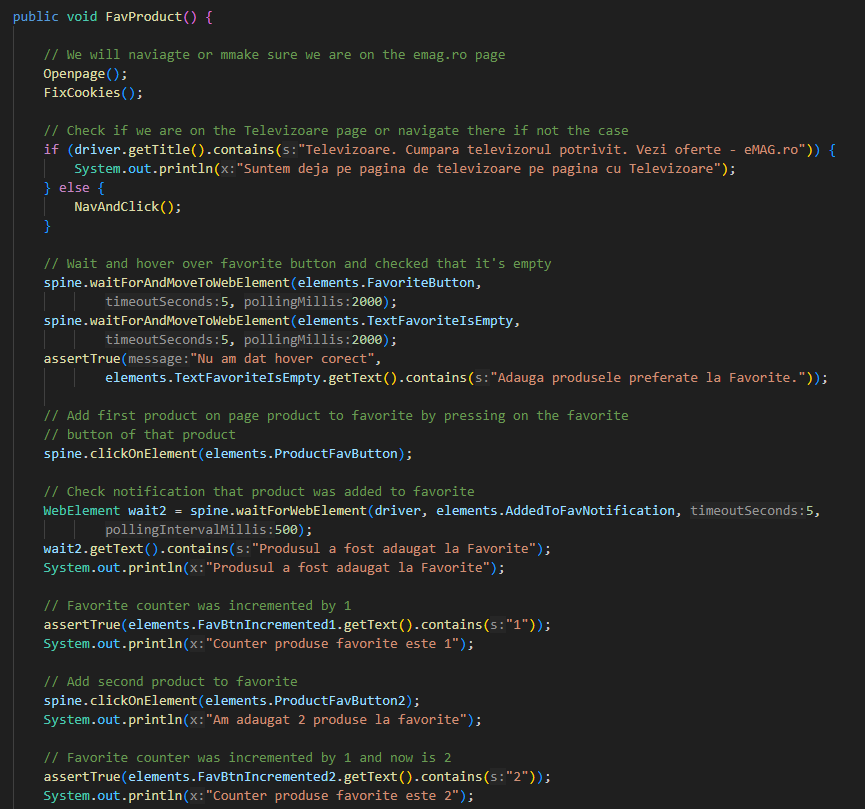 public void FavProduct() {
// We will naviagte or mmake sure we are on the emag.ro page
Openpage();
FixCookies();
// Check if we are on the Televizoare page or navigate there if not the case
if (driver.getTitle().contains(s:"Televizoare. Cumpara televizorul potrivit. Vezi oferte - eMAG.ro")) {
System.out.println(x:"Suntem deja pe pagina de televizoare pe pagina cu Televizoare");
} else {
NavAndClick();
}
// Wait and hover over favorite button and checked that it's empty
spine.waitForAndMoveToWebElement(elements.FavoriteButton,
timeoutSeconds:5, pollingMillis:2000);
spine.waitForAndMoveToWebElement(elements.TextFavoriteIsEmpty,
timeoutSeconds:5, pollingMillis:2000);
assertTrue(message:"Nu am dat hover corect",
elements.TextFavoriteIsEmpty.getText().contains(s:"Adauga produsele preferate la Favorite."));
// Add first product on page product to favorite by pressing on the favorite
// button of that product
spine.clickOnElement(elements.ProductFavButton);
// Check notification that product was added to favorite
WebElement wait2 = spine.waitForWebElement(driver, elements.AddedToFavNotification, timeoutSeconds:5,
pollingIntervalMillis:500);
wait2.getText().contains(s:"Produsul a fost adaugat la Favorite");
System.out.println(x:"Produsul a fost adaugat la Favorite");
// Favorite counter was incremented by 1
assertTrue(elements.FavBtnIncremented1.getText().contains(s:"1"));
System.out.println(x:"Counter produse favorite este 1");
// Add second product to favorite
spine.clickOnElement(elements.ProductFavButton2);
System.out.println(x:"Am adaugat 2 produse la favorite");
// Favorite counter was incremented by 1 and now is 2
assertTrue(elements.FavBtnIncremented2.getText().contains(s:"2"));
System.out.println(x:"Counter produse favorite este 2");